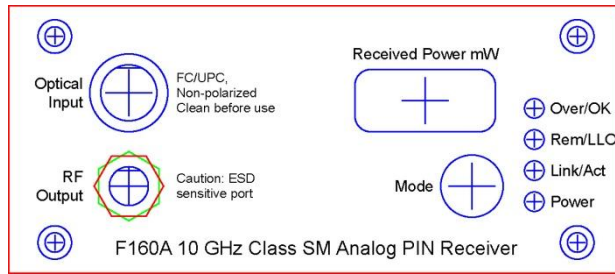 Received Power mW
Optical
Input
FC/UPC,
Non-polarized
Clean before use
Over/OK
Rem/LLO
Link/Act
Power
RF
Output
Caution: ESD
sensitive port
Mode
F160A 10 GHz Class SM Analog PIN Receiver